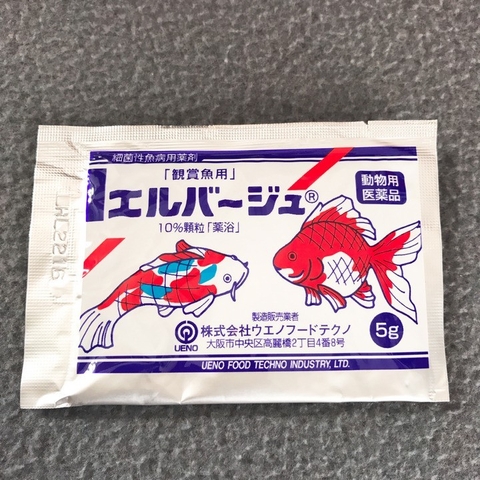 細菌性魚病用薬剤
「観賞魚用」
エルバージュ®
10%顆粒「薬浴」
動物用
医薬品
製造販売業者
株式会社ウエノフードテクノ
大阪市中央区高麗橋2丁目4番8号
UENO
5g
UENO FOOD TECHNO INDUSTRY, LTD.